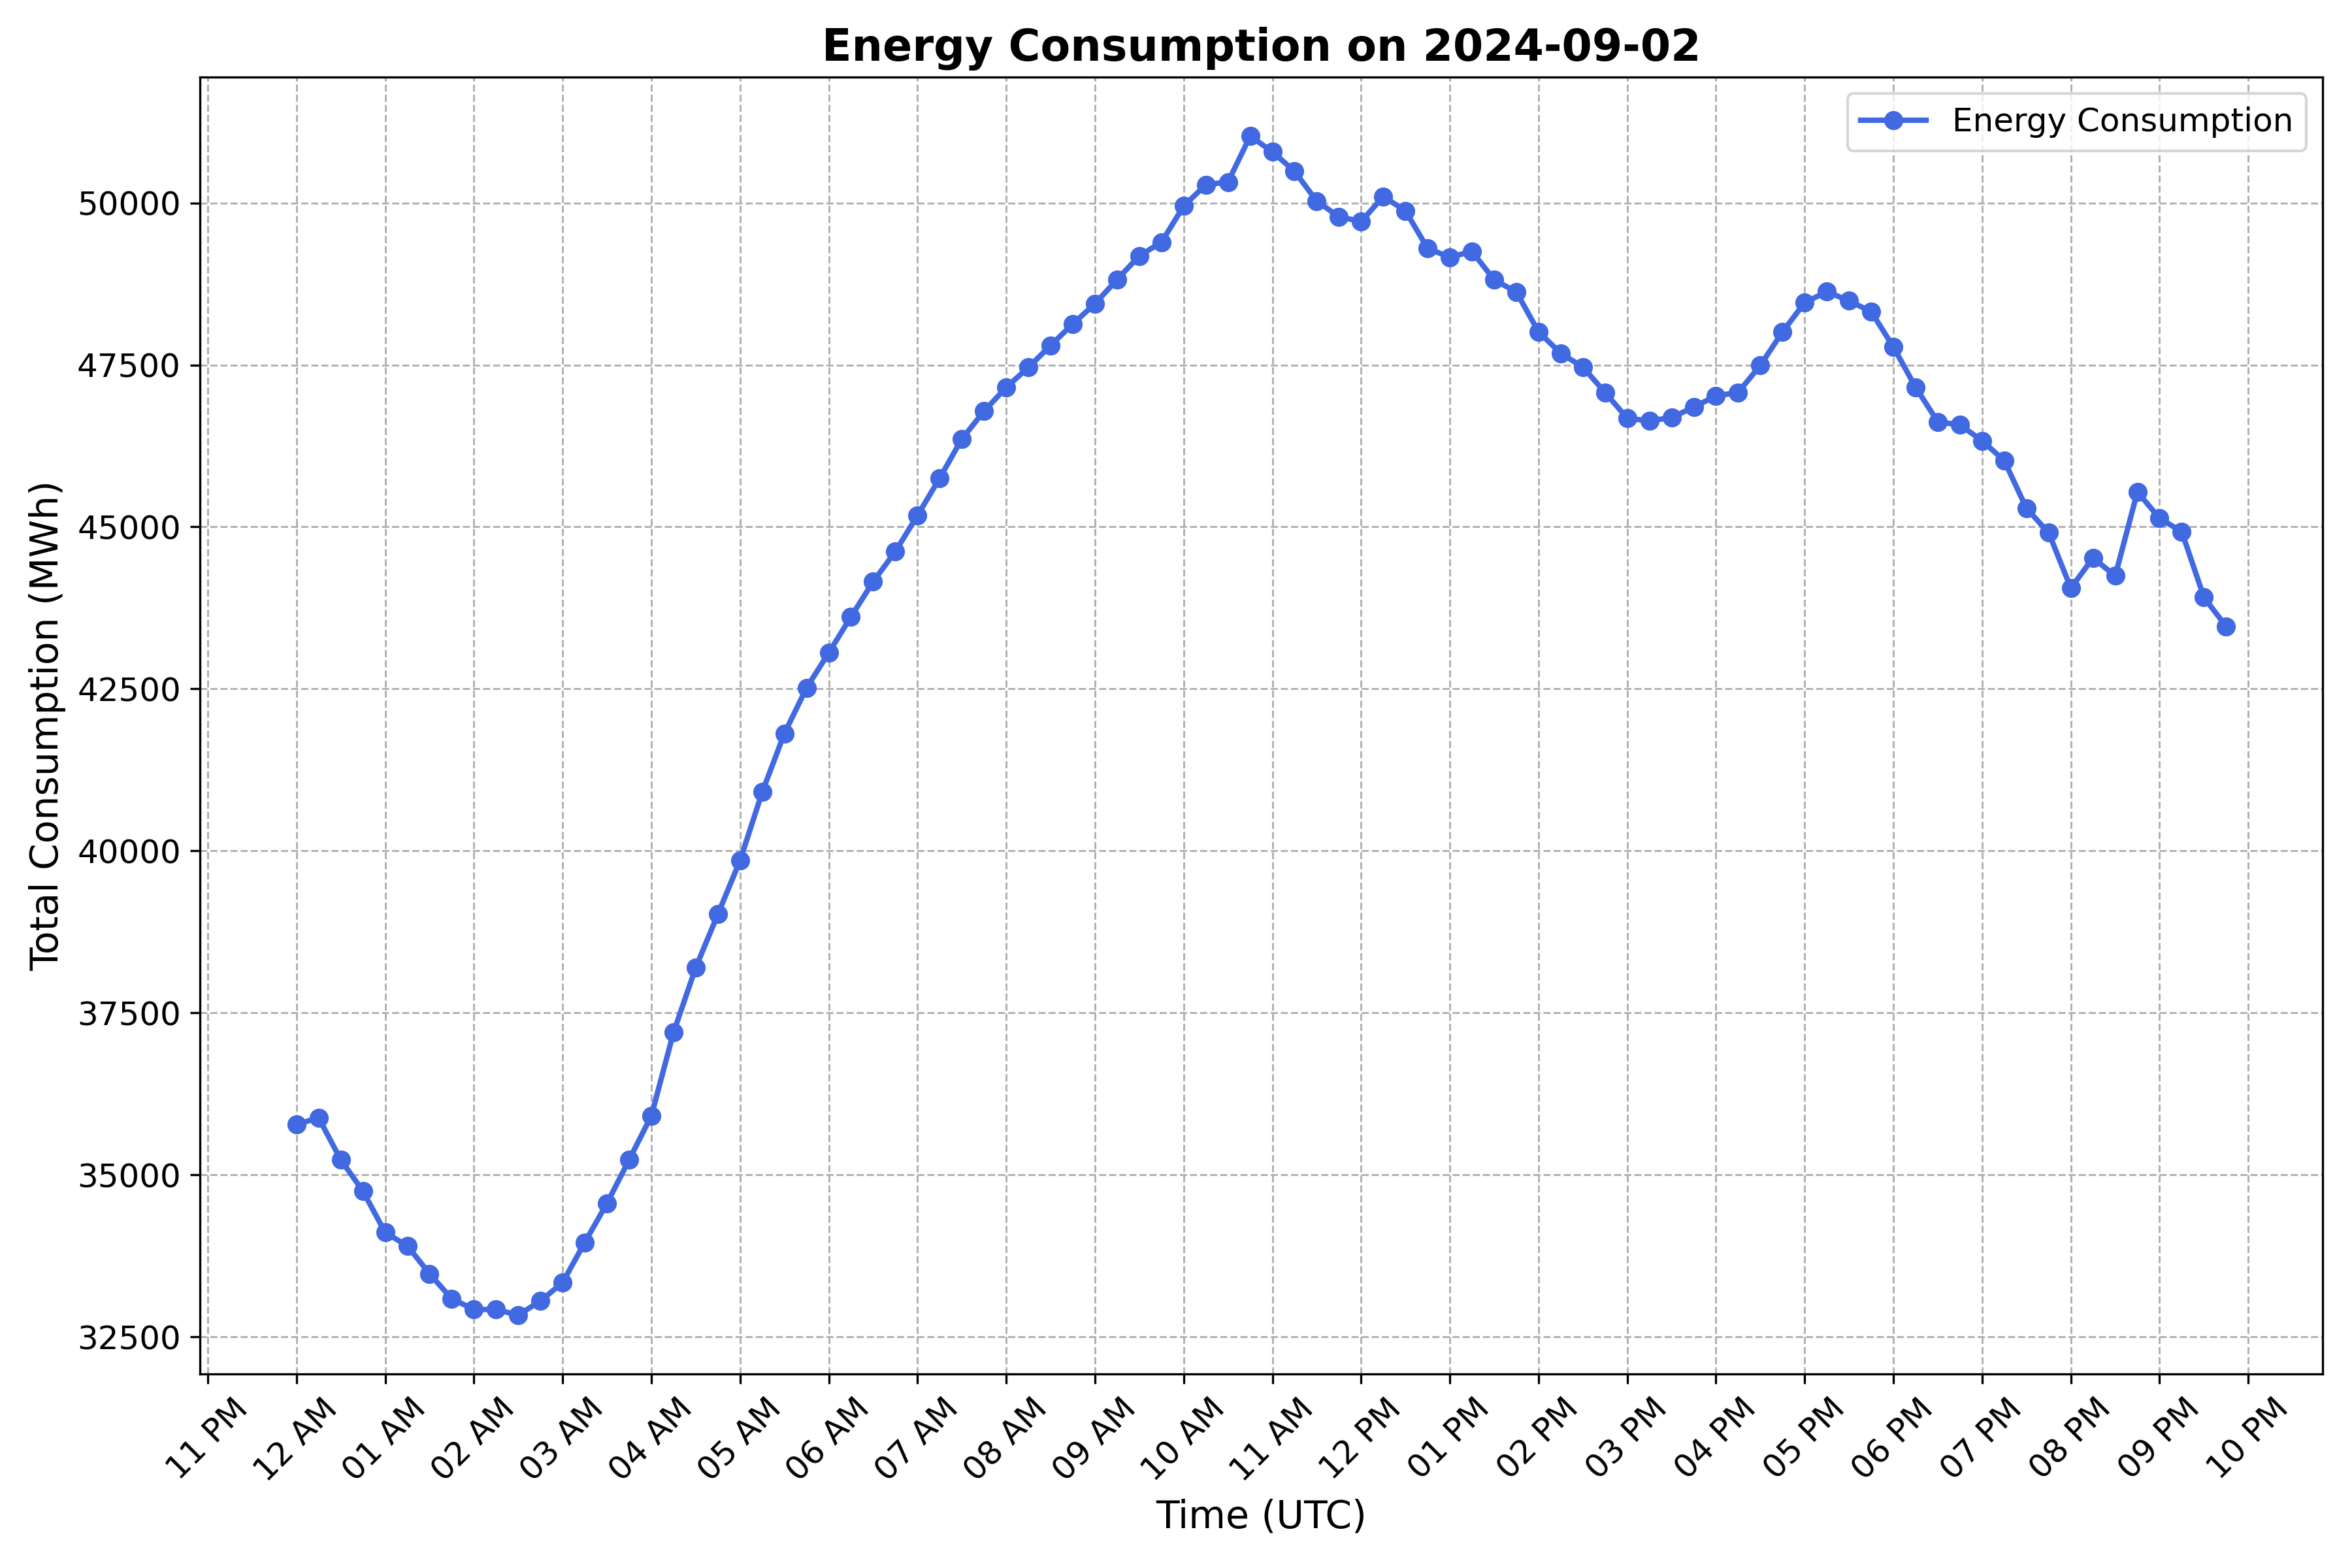 Energy Consumption on 2024-09-02
Energy Consumption
Total Consumption (MWh)
50000
47500
45000
42500
40000
37500
35000
32500
11 PM
12 AM
01 AM
02 AM
03 AM
04 AM
05 AM
06 AM
07 AM
08 AM
09 AM
10 AM
11 AM
12 PM
01 PM
02 PM
03 PM
04 PM
05 PM
06 PM
07 PM
08 PM
09 PM
10 PM
Time (UTC)